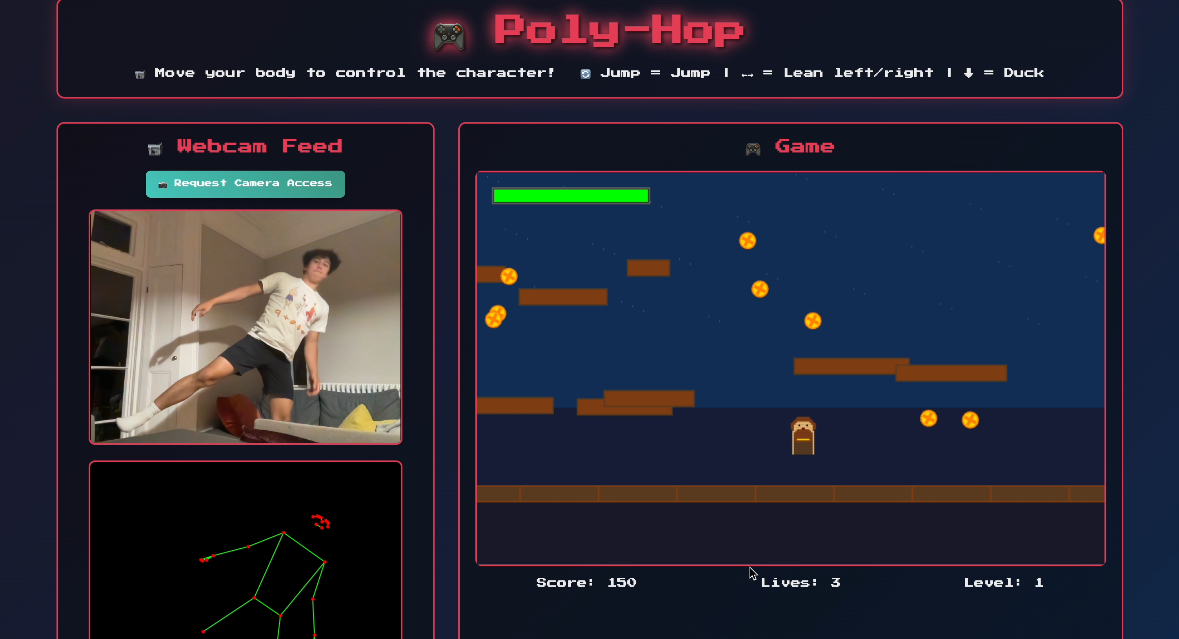 🎮 Poly-Hop
📹 Move your body to control the character! 🔄 Jump = Jump | ↔ = Lean left/right | ⬇ = Duck
📹 Webcam Feed
📷 Request Camera Access
🎮 Game
Score: 150
Lives: 3
Level: 1